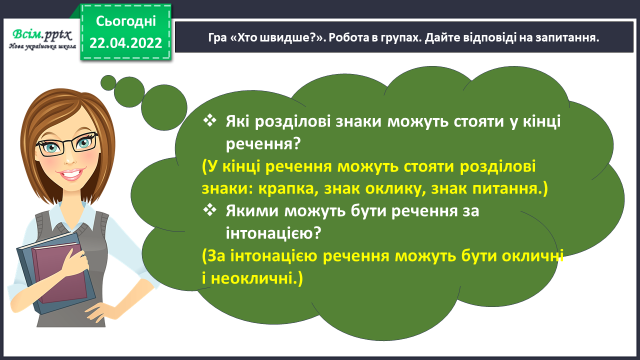 Всім.pptx
Нова українська школа
Сьогодні
22.04.2022
Гра «Хто швидше?». Робота в групах. Дайте відповіді на запитання.
❖ Які розділові знаки можуть стояти у кінці
речення?
(У кінці речення можуть стояти розділові
знаки: крапка, знак оклику, знак питання.)
❖ Якими можуть бути речення за
інтонацією?
(За інтонацією речення можуть бути окличні
і неокличні.)